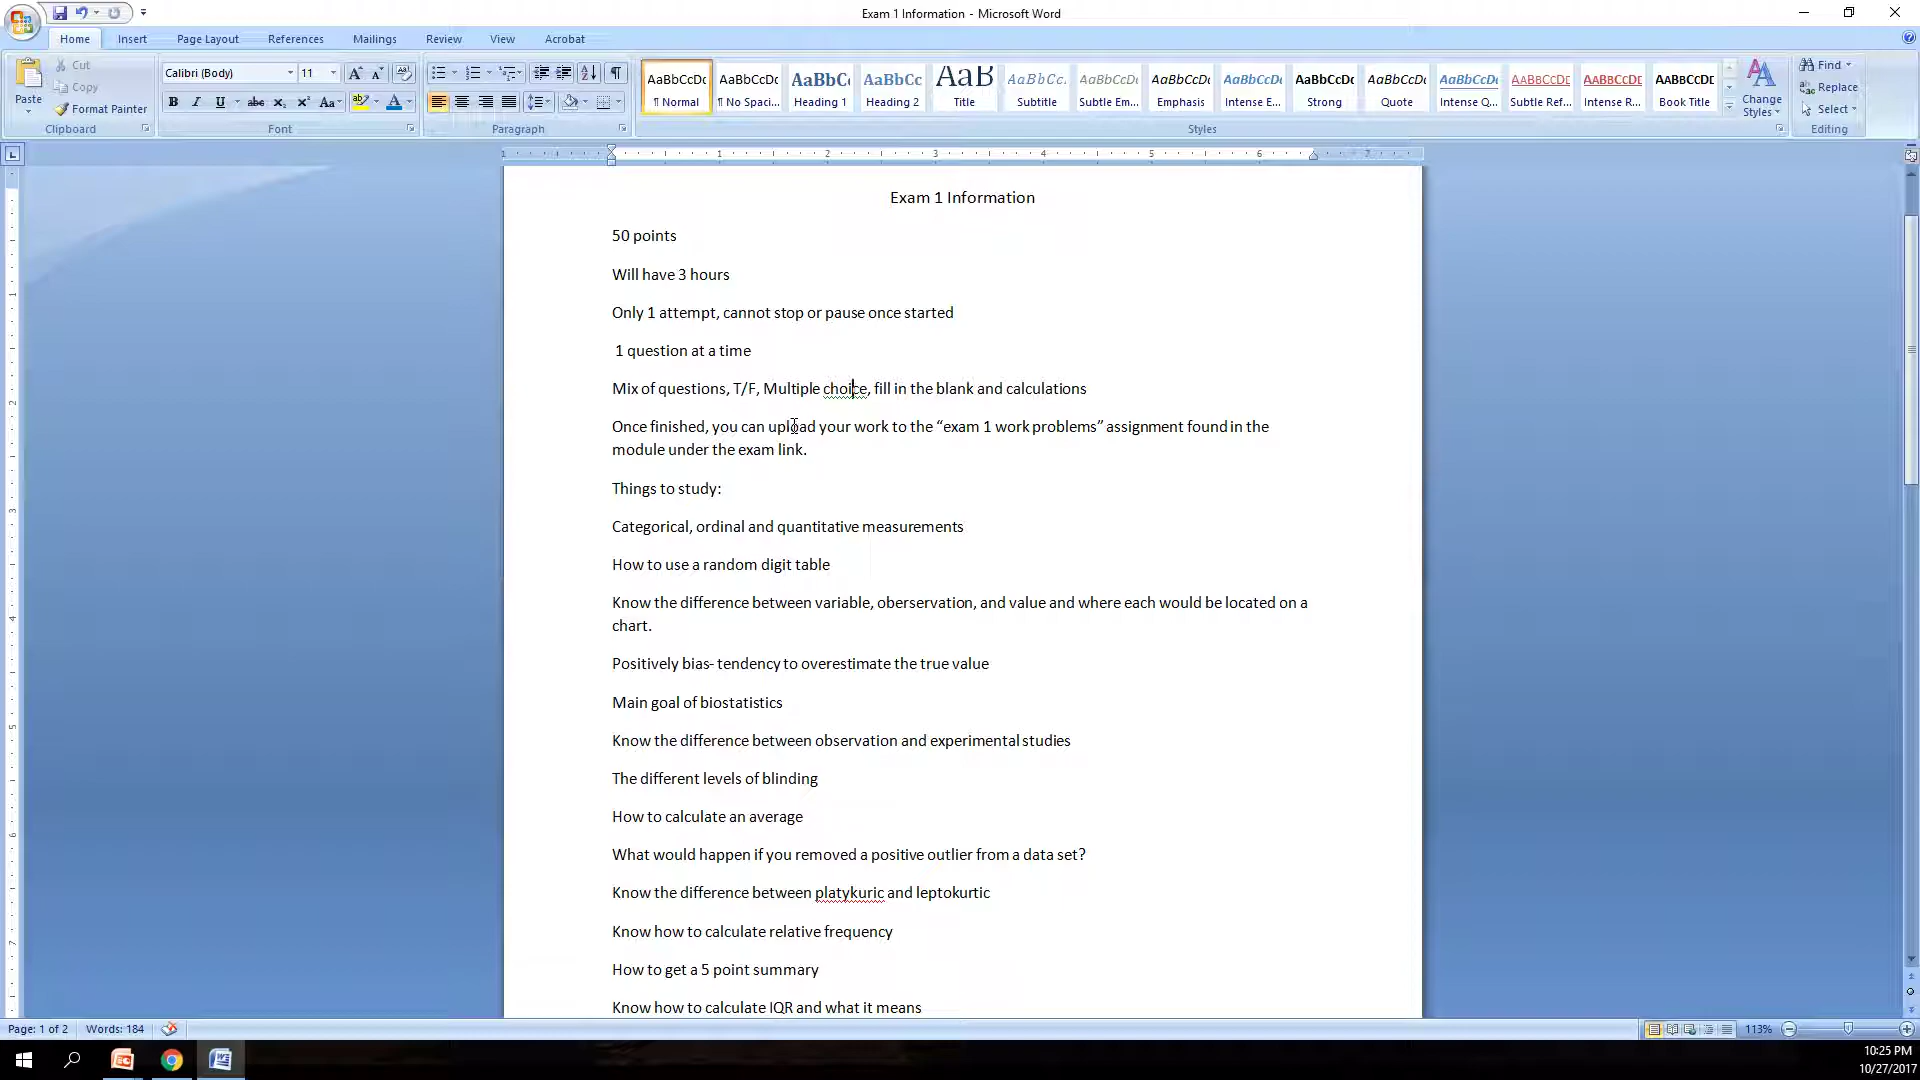 Exam 1 Information - Microsoft Word
Home Insert Page Layout References Mailings Review View Acrobat
Paste
Cut
Copy
Format Painter
Clipboard
Calibri (Body) 11
Font
Paragraph
AaBbCcDc AaBbCcDc AaBbC AaBbCc AaB AaBbCc. AaBbCcDc AaBbCcDc AaBbCcDc AaBbCcDc AaBbCcDc AaBbCcDc AABBCCDE AABBCCDE AABBCCDE
¶ Normal ¶ No Spaci... Heading 1 Heading 2 Title Subtitle Subtle Em... Emphasis Intense E... Strong Quote Intense Q... Subtle Ref... Intense R... Book Title
Change Styles
Styles
Find
Replace
Select
Editing
1 1 2 3 4 5 6 7
Exam 1 Information
50 points
Will have 3 hours
Only 1 attempt, cannot stop or pause once started
1 question at a time
Mix of questions, T/F, Multiple choice, fill in the blank and calculations
Once finished, you can upload your work to the “exam 1 work problems” assignment found in the
module under the exam link.
Things to study:
Categorical, ordinal and quantitative measurements
How to use a random digit table
Know the difference between variable, oberservation, and value and where each would be located on a
chart.
Positively bias- tendency to overestimate the true value
Main goal of biostatistics
Know the difference between observation and experimental studies
The different levels of blinding
How to calculate an average
What would happen if you removed a positive outlier from a data set?
Know the difference between platykuric and leptokurtic
Know how to calculate relative frequency
How to get a 5 point summary
Know how to calculate IQR and what it means
Page: 1 of 2 Words: 184
113%
10:25 PM
10/27/2017